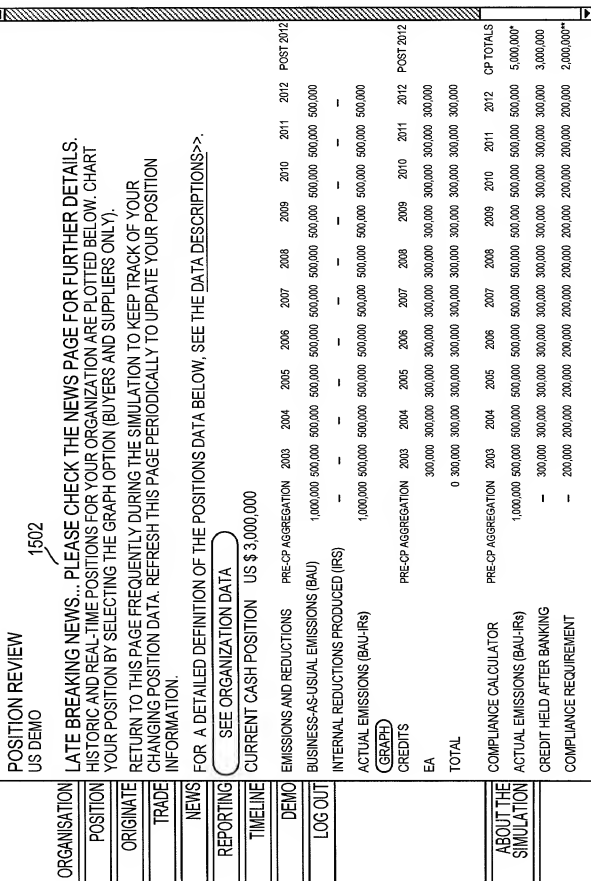 POSITION REVIEW
US DEMO
1502
ORGANISATION
POSITION
ORIGINATE
TRADE
NEWS
REPORTING
TIMELINE
DEMO
LOG OUT
ABOUT THE
SIMULATION
LATE BREAKING NEWS... PLEASE CHECK THE NEWS PAGE FOR FURTHER DETAILS.
HISTORIC AND REAL-TIME POSITIONS FOR YOUR ORGANIZATION ARE PLOTTED BELOW. CHART
YOUR POSITION BY SELECTING THE GRAPH OPTION (BUYERS AND SUPPLIERS ONLY).
RETURN TO THIS PAGE FREQUENTLY DURING THE SIMULATION TO KEEP TRACK OF YOUR
CHANGING POSITION DATA. REFRESH THIS PAGE PERIODICALLY TO UPDATE YOUR POSITION
INFORMATION.
FOR A DETAILED DEFINITION OF THE POSITIONS DATA BELOW, SEE THE DATA DESCRIPTIONS>>.
SEE ORGANIZATION DATA
CURRENT CASH POSITION US $ 3,000,000
EMISSIONS AND REDUCTIONS PRE-CP AGGREGATION 2003 2004 2005 2006 2007 2008 2009 2010 2011 2012 POST 2012
BUSINESS-AS-USUAL EMISSIONS (BAU) 1,000,000 500,000 500,000 500,000 500,000 500,000 500,000 500,000 500,000 500,000 500,000
INTERNAL REDUCTIONS PRODUCED (IRS) – – – – – – – – – – –
ACTUAL EMISSIONS (BAU-IRs) 1,000,000 500,000 500,000 500,000 500,000 500,000 500,000 500,000 500,000 500,000 500,000
GRAPH
CREDITS PRE-CP AGGREGATION 2003 2004 2005 2006 2007 2008 2009 2010 2011 2012 POST 2012
EA 300,000 300,000 300,000 300,000 300,000 300,000 300,000 300,000 300,000 300,000
TOTAL 0 300,000 300,000 300,000 300,000 300,000 300,000 300,000 300,000 300,000 300,000
COMPLIANCE CALCULATOR PRE-CP AGGREGATION 2003 2004 2005 2006 2007 2008 2009 2010 2011 2012 CP TOTALS
ACTUAL EMISSIONS (BAU-IRs) 1,000,000 500,000 500,000 500,000 500,000 500,000 500,000 500,000 500,000 500,000 500,000 5,000,000*
CREDIT HELD AFTER BANKING – 300,000 300,000 300,000 300,000 300,000 300,000 300,000 300,000 300,000 300,000 3,000,000
COMPLIANCE REQUIREMENT – 200,000 200,000 200,000 200,000 200,000 200,000 200,000 200,000 200,000 200,000 2,000,000**